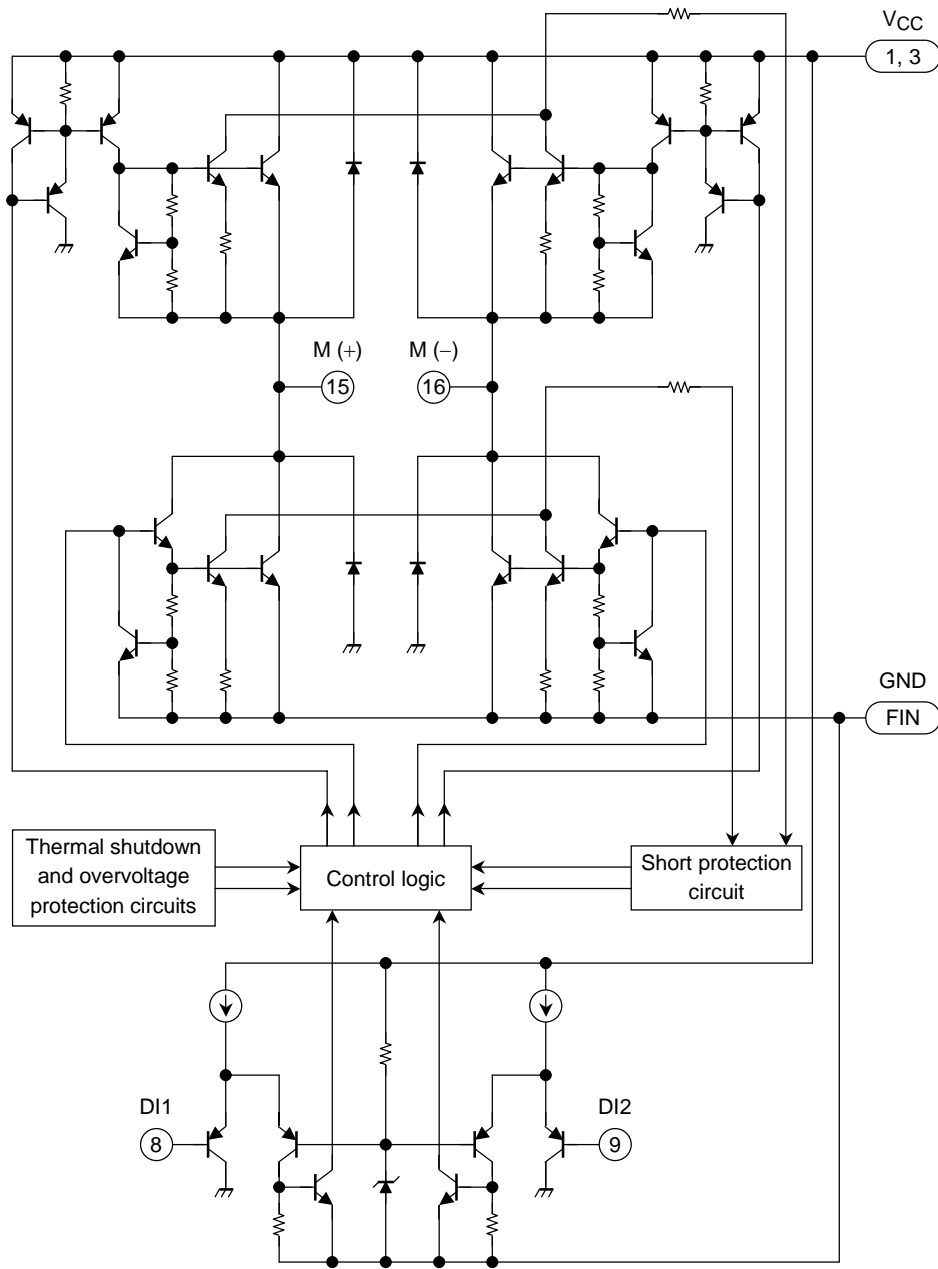 VCC
1, 3
M (+)
M (−)
15
16
GND
FIN
Thermal shutdown
and overvoltage
protection circuits
Control logic
Short protection
circuit
DI1
DI2
8
9